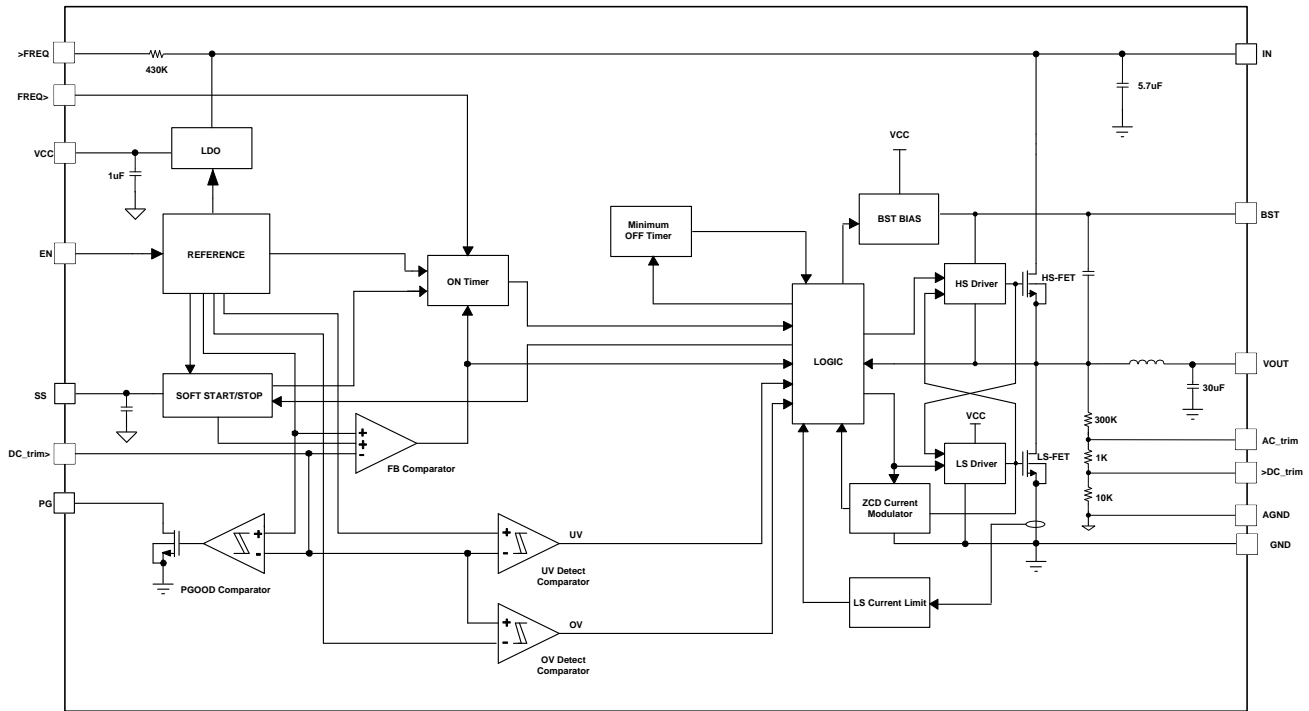 >FREQ
430K
IN
5.7uF
FREQ>
VCC
LDO
VCC
1uF
Minimum
OFF Timer
BST BIAS
BST
EN
REFERENCE
ON Timer
HS Driver
HS-FET
LOGIC
VOUT
30uF
SS
SOFT START/STOP
300K
VCC
AC_trim
DC_trim>
FB Comparator
LS Driver
LS-FET
1K
>DC_trim
PG
ZCD Current
Modulator
10K
AGND
+
+
-
+
-
PGOOD Comparator
+
-
UV
UV Detect
Comparator
GND
LS Current Limit
+
-
OV
OV Detect
Comparator